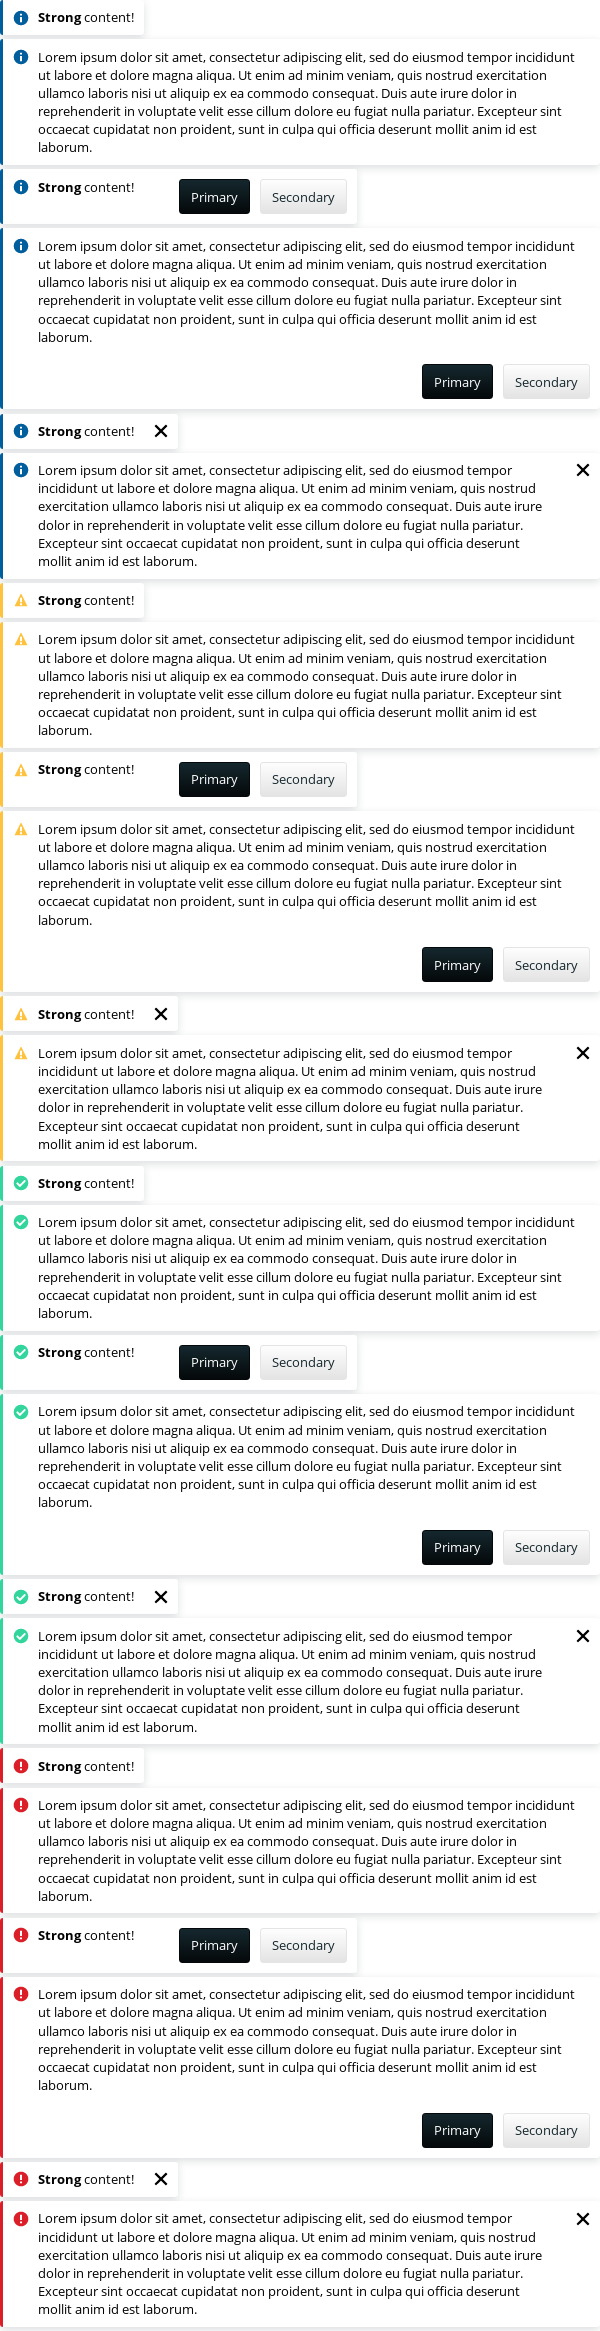 Strong content!
Lorem ipsum dolor sit amet, consectetur adipiscing elit, sed do eiusmod tempor incididunt
ut labore et dolore magna aliqua. Ut enim ad minim veniam, quis nostrud exercitation
ullamco laboris nisi ut aliquip ex ea commodo consequat. Duis aute irure dolor in
reprehenderit in voluptate velit esse cillum dolore eu fugiat nulla pariatur. Excepteur sint
occaecat cupidatat non proident, sunt in culpa qui officia deserunt mollit anim id est
laborum.
Strong content! Primary Secondary
Lorem ipsum dolor sit amet, consectetur adipiscing elit, sed do eiusmod tempor incididunt
ut labore et dolore magna aliqua. Ut enim ad minim veniam, quis nostrud exercitation
ullamco laboris nisi ut aliquip ex ea commodo consequat. Duis aute irure dolor in
reprehenderit in voluptate velit esse cillum dolore eu fugiat nulla pariatur. Excepteur sint
occaecat cupidatat non proident, sunt in culpa qui officia deserunt mollit anim id est
laborum.
Primary Secondary
Strong content!
Lorem ipsum dolor sit amet, consectetur adipiscing elit, sed do eiusmod tempor
incididunt ut labore et dolore magna aliqua. Ut enim ad minim veniam, quis nostrud
exercitation ullamco laboris nisi ut aliquip ex ea commodo consequat. Duis aute irure
dolor in reprehenderit in voluptate velit esse cillum dolore eu fugiat nulla pariatur.
Excepteur sint occaecat cupidatat non proident, sunt in culpa qui officia deserunt
mollit anim id est laborum.
Strong content!
Lorem ipsum dolor sit amet, consectetur adipiscing elit, sed do eiusmod tempor incididunt
ut labore et dolore magna aliqua. Ut enim ad minim veniam, quis nostrud exercitation
ullamco laboris nisi ut aliquip ex ea commodo consequat. Duis aute irure dolor in
reprehenderit in voluptate velit esse cillum dolore eu fugiat nulla pariatur. Excepteur sint
occaecat cupidatat non proident, sunt in culpa qui officia deserunt mollit anim id est
laborum.
Strong content! Primary Secondary
Lorem ipsum dolor sit amet, consectetur adipiscing elit, sed do eiusmod tempor incididunt
ut labore et dolore magna aliqua. Ut enim ad minim veniam, quis nostrud exercitation
ullamco laboris nisi ut aliquip ex ea commodo consequat. Duis aute irure dolor in
reprehenderit in voluptate velit esse cillum dolore eu fugiat nulla pariatur. Excepteur sint
occaecat cupidatat non proident, sunt in culpa qui officia deserunt mollit anim id est
laborum.
Primary Secondary
Strong content!
Lorem ipsum dolor sit amet, consectetur adipiscing elit, sed do eiusmod tempor
incididunt ut labore et dolore magna aliqua. Ut enim ad minim veniam, quis nostrud
exercitation ullamco laboris nisi ut aliquip ex ea commodo consequat. Duis aute irure
dolor in reprehenderit in voluptate velit esse cillum dolore eu fugiat nulla pariatur.
Excepteur sint occaecat cupidatat non proident, sunt in culpa qui officia deserunt
mollit anim id est laborum.
Strong content!
Lorem ipsum dolor sit amet, consectetur adipiscing elit, sed do eiusmod tempor incididunt
ut labore et dolore magna aliqua. Ut enim ad minim veniam, quis nostrud exercitation
ullamco laboris nisi ut aliquip ex ea commodo consequat. Duis aute irure dolor in
reprehenderit in voluptate velit esse cillum dolore eu fugiat nulla pariatur. Excepteur sint
occaecat cupidatat non proident, sunt in culpa qui officia deserunt mollit anim id est
laborum.
Strong content! Primary Secondary
Lorem ipsum dolor sit amet, consectetur adipiscing elit, sed do eiusmod tempor incididunt
ut labore et dolore magna aliqua. Ut enim ad minim veniam, quis nostrud exercitation
ullamco laboris nisi ut aliquip ex ea commodo consequat. Duis aute irure dolor in
reprehenderit in voluptate velit esse cillum dolore eu fugiat nulla pariatur. Excepteur sint
occaecat cupidatat non proident, sunt in culpa qui officia deserunt mollit anim id est
laborum.
Primary Secondary
Strong content!
Lorem ipsum dolor sit amet, consectetur adipiscing elit, sed do eiusmod tempor
incididunt ut labore et dolore magna aliqua. Ut enim ad minim veniam, quis nostrud
exercitation ullamco laboris nisi ut aliquip ex ea commodo consequat. Duis aute irure
dolor in reprehenderit in voluptate velit esse cillum dolore eu fugiat nulla pariatur.
Excepteur sint occaecat cupidatat non proident, sunt in culpa qui officia deserunt
mollit anim id est laborum.
Strong content!
Lorem ipsum dolor sit amet, consectetur adipiscing elit, sed do eiusmod tempor incididunt
ut labore et dolore magna aliqua. Ut enim ad minim veniam, quis nostrud exercitation
ullamco laboris nisi ut aliquip ex ea commodo consequat. Duis aute irure dolor in
reprehenderit in voluptate velit esse cillum dolore eu fugiat nulla pariatur. Excepteur sint
occaecat cupidatat non proident, sunt in culpa qui officia deserunt mollit anim id est
laborum.
Strong content! Primary Secondary
Lorem ipsum dolor sit amet, consectetur adipiscing elit, sed do eiusmod tempor incididunt
ut labore et dolore magna aliqua. Ut enim ad minim veniam, quis nostrud exercitation
ullamco laboris nisi ut aliquip ex ea commodo consequat. Duis aute irure dolor in
reprehenderit in voluptate velit esse cillum dolore eu fugiat nulla pariatur. Excepteur sint
occaecat cupidatat non proident, sunt in culpa qui officia deserunt mollit anim id est
laborum.
Primary Secondary
Strong content!
Lorem ipsum dolor sit amet, consectetur adipiscing elit, sed do eiusmod tempor
incididunt ut labore et dolore magna aliqua. Ut enim ad minim veniam, quis nostrud
exercitation ullamco laboris nisi ut aliquip ex ea commodo consequat. Duis aute irure
dolor in reprehenderit in voluptate velit esse cillum dolore eu fugiat nulla pariatur.
Excepteur sint occaecat cupidatat non proident, sunt in culpa qui officia deserunt
mollit anim id est laborum.